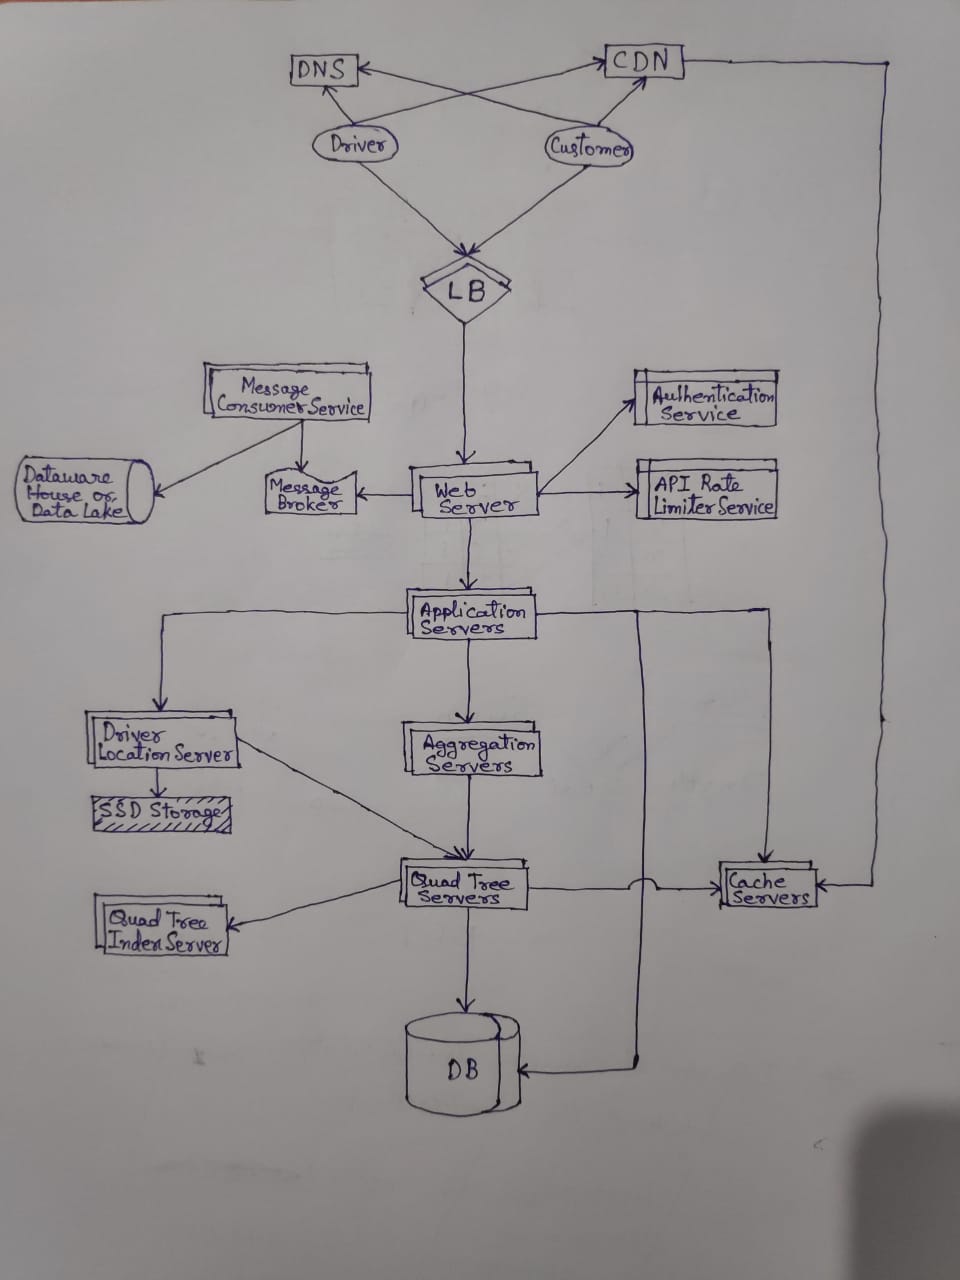 DNS
CDN
Driver
Customer
LB
Message
Consumer Service
Authentication
Service
Dataware
House or
Data Lake
Message
Broker
Web
Server
API Rate
Limiter Service
Application
Servers
Driver
Location Server
Aggregation
Servers
SSD Storage
Quad Tree
Servers
Cache
Servers
Quad Tree
Index Server
DB